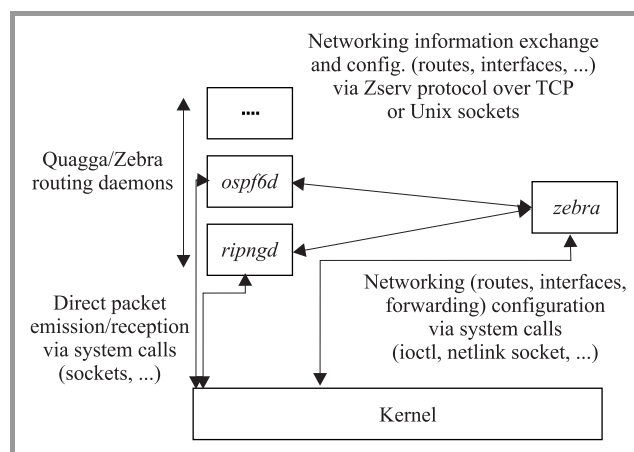 Networking information exchange
and config. (routes, interfaces, ...)
via Zserv protocol over TCP
or Unix sockets
....
Quagga/Zebra
routing daemons
ospf6d
zebra
ripngd
Direct packet
emission/reception
via system calls
(sockets, ...)
Networking (routes, interfaces,
forwarding) configuration
via system calls
(ioctl, netlink socket, ...)
Kernel